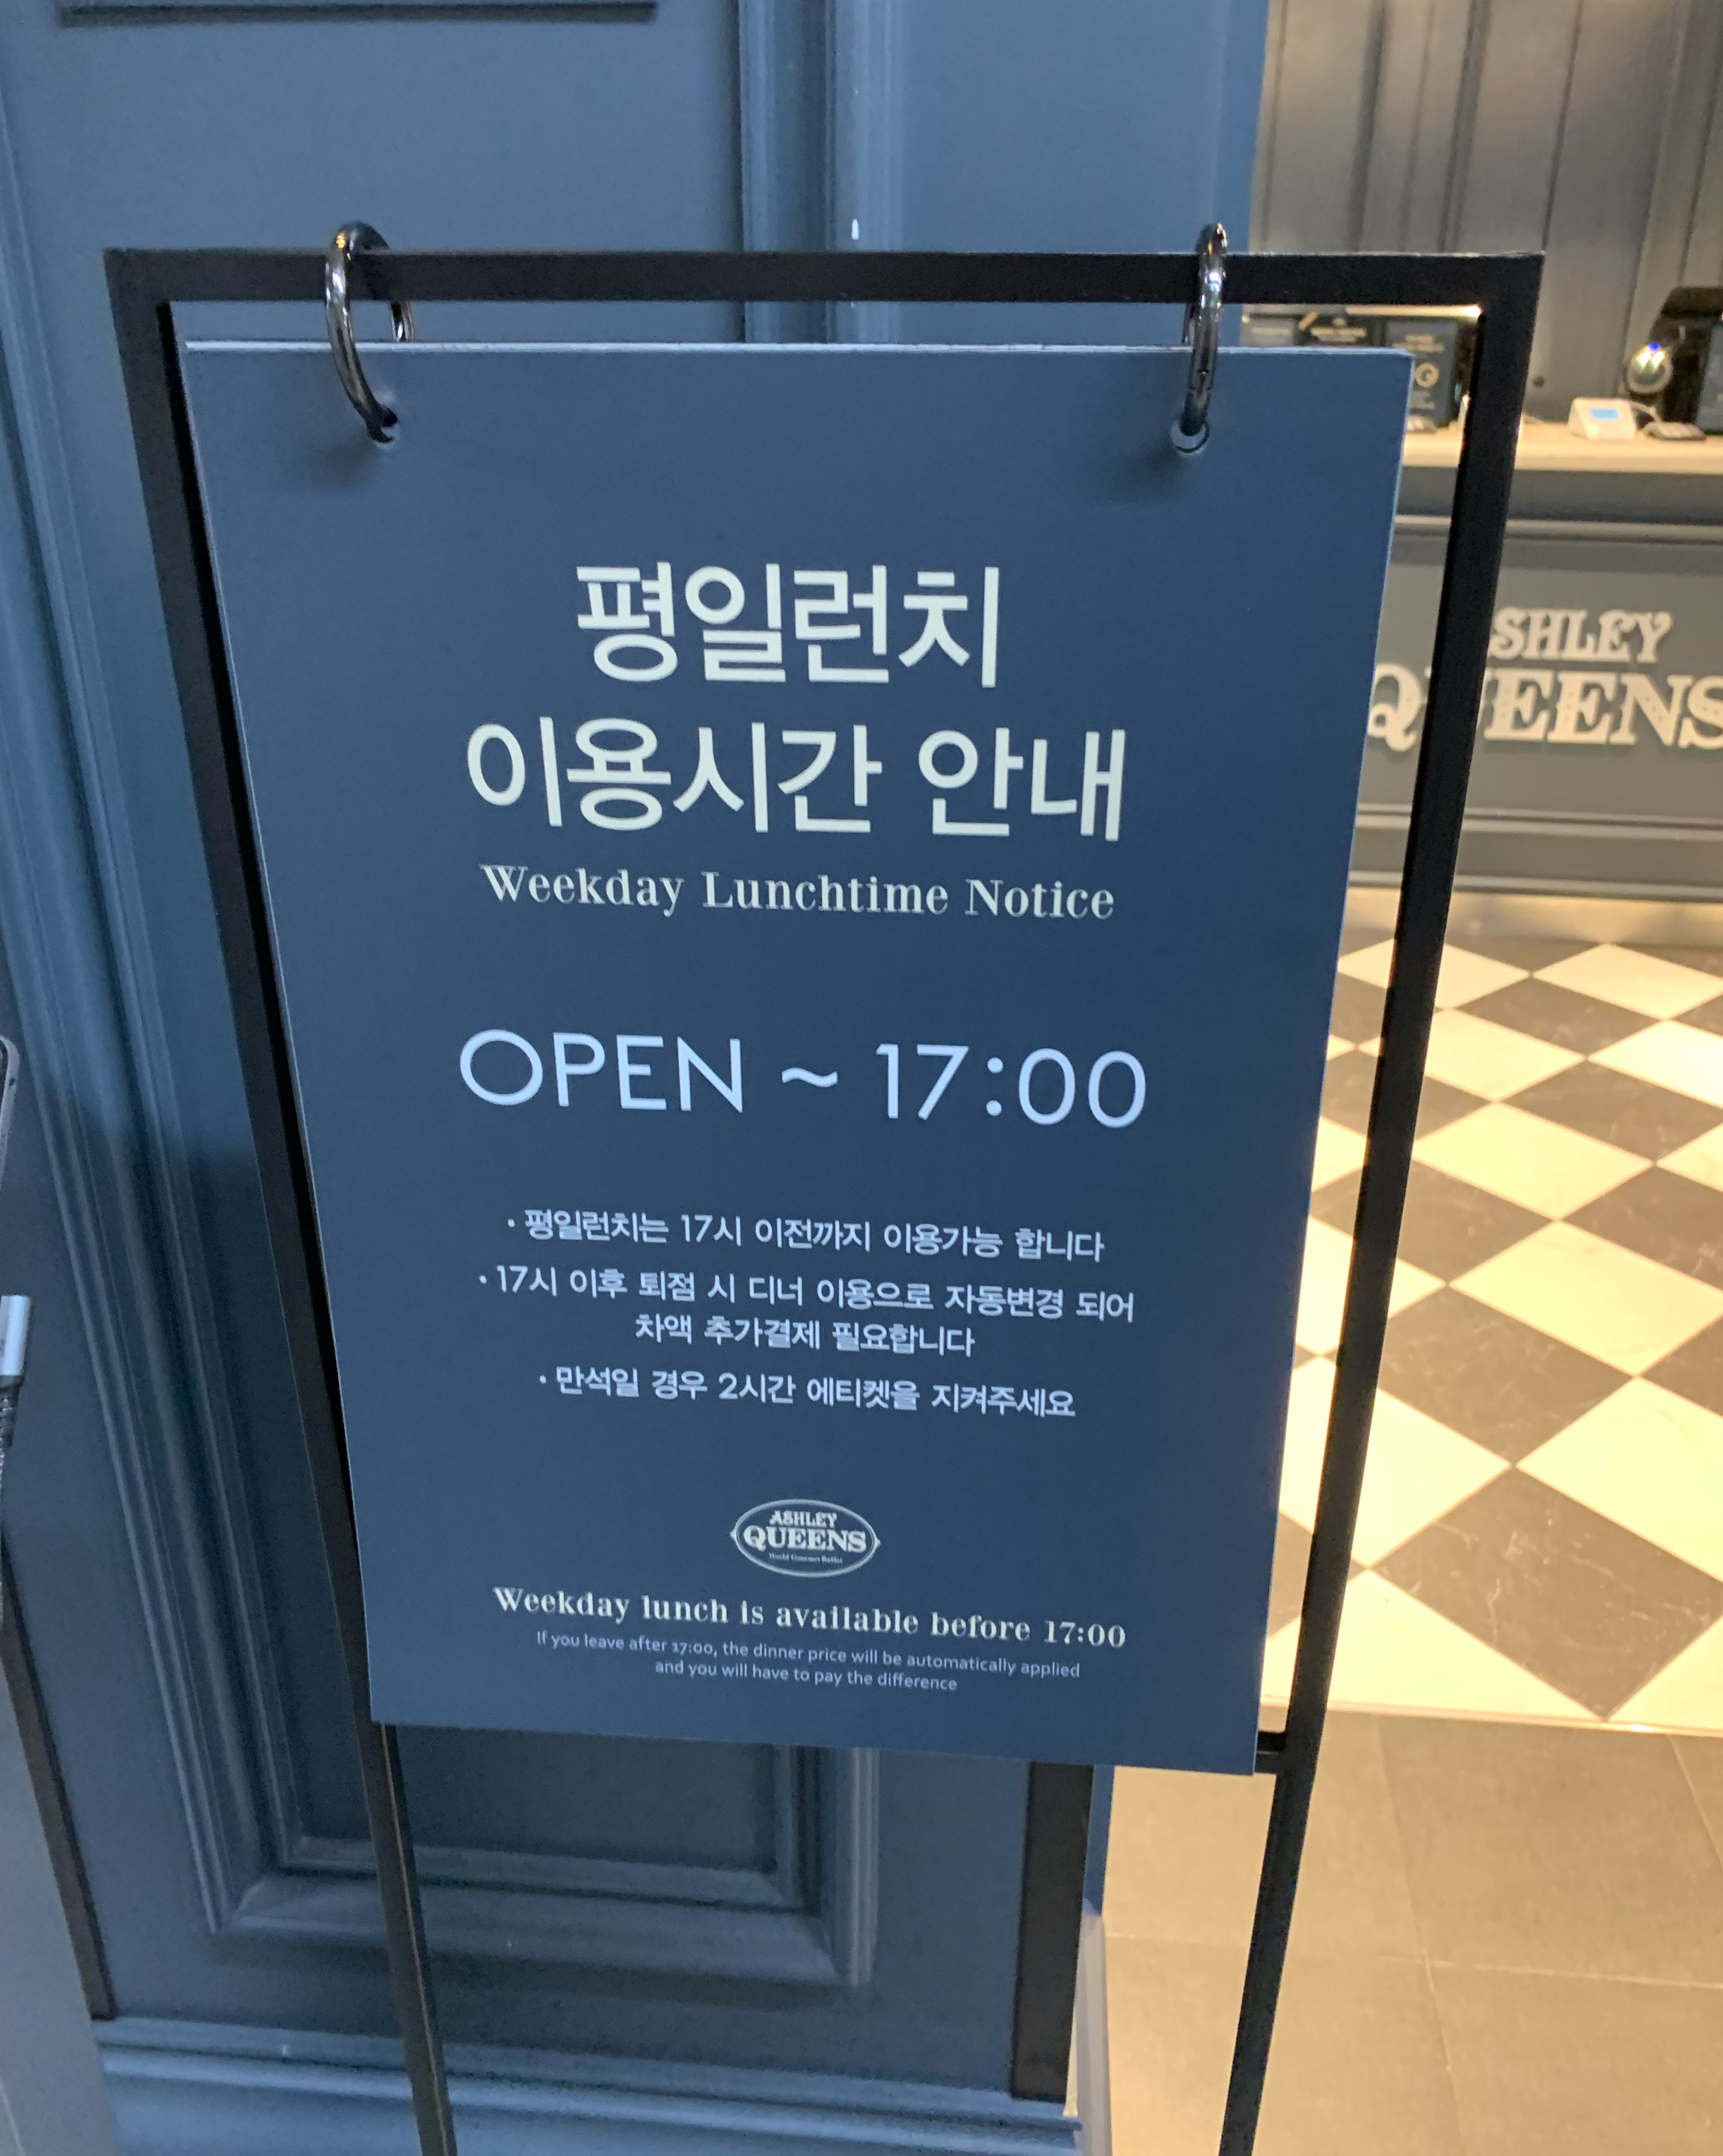 평일런치
이용시간 안내
Weekday Lunchtime Notice
OPEN ~ 17:00
• 평일런치는 17시 이전까지 이용가능 합니다
• 17시 이후 퇴점 시 디너 이용으로 자동변경 되어
차액 추가결제 필요합니다
• 만석일 경우 2시간 에티켓을 지켜주세요
ASHLEY
QUEENS
World Gourmet Buffet
Weekday lunch is available before 17:00
If you leave after 17:00, the dinner price will be automatically applied
and you will have to pay the difference
SHLEY
QUEENS